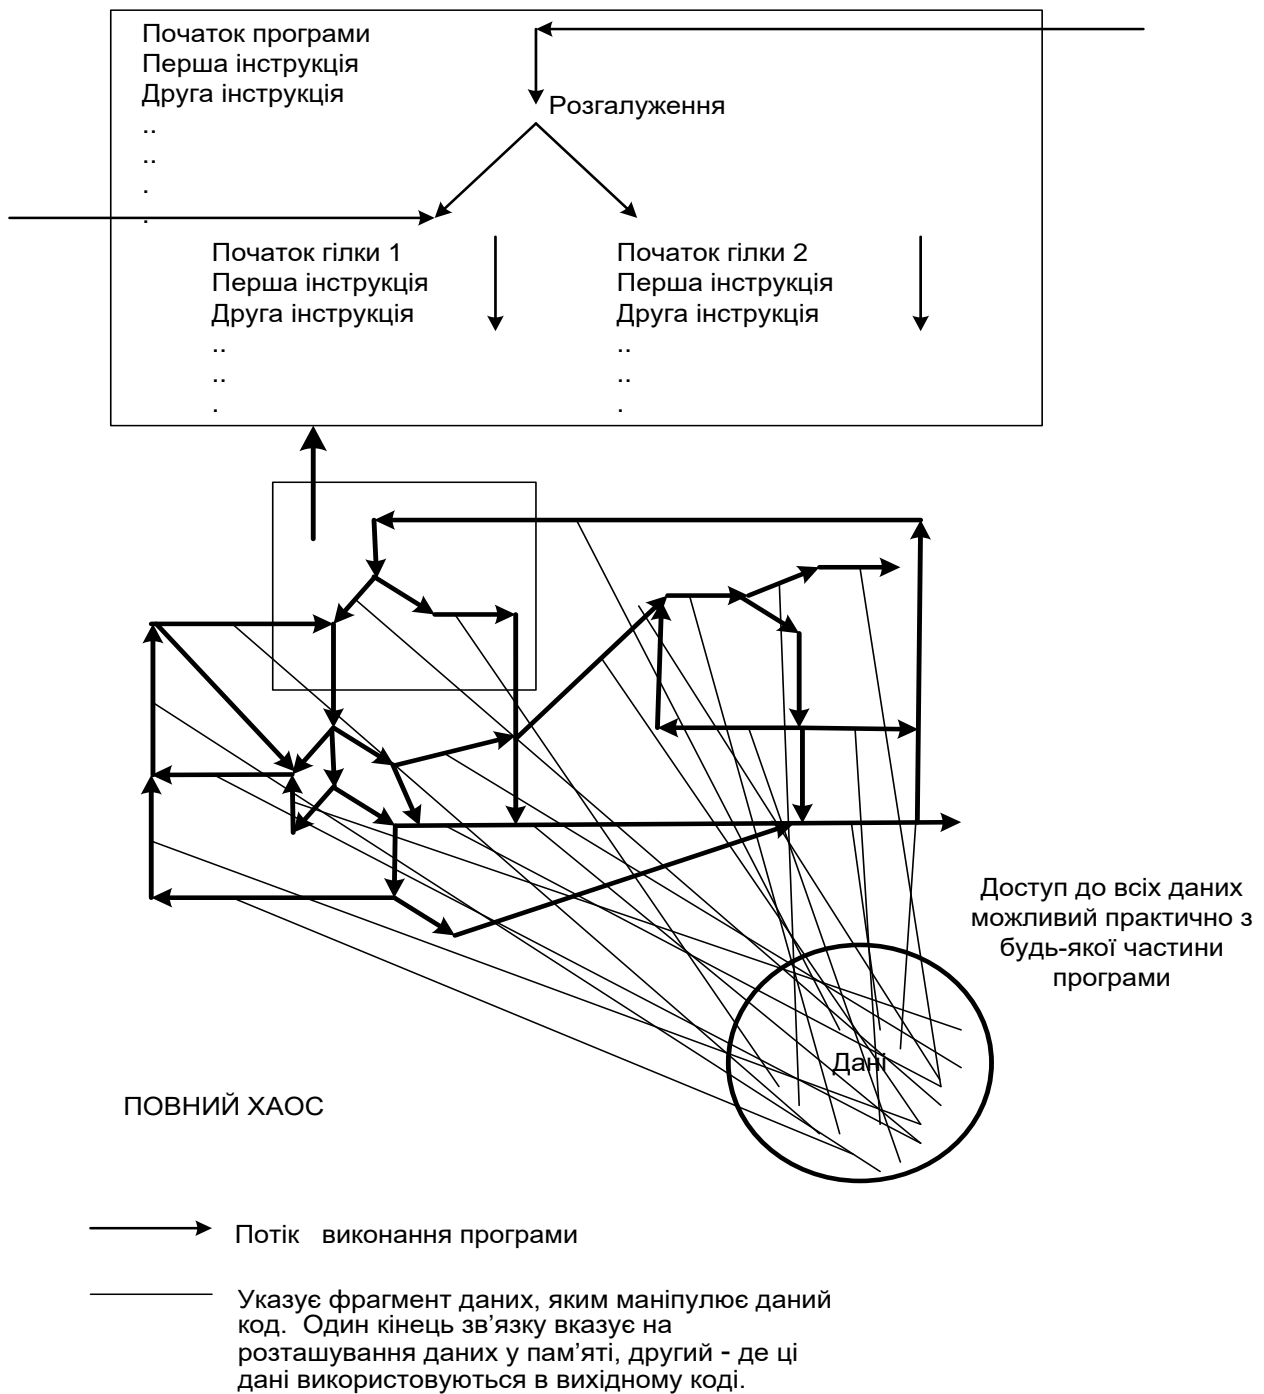 Початок програми
Перша інструкція
Друга інструкція
..
..
.
.
Розгалуження
Початок гілки 1
Перша інструкція
Друга інструкція
..
..
.
Початок гілки 2
Перша інструкція
Друга інструкція
..
..
.
Доступ до всіх даних
можливий практично з
будь-якої частини
програми
Дані
ПОВНИЙ ХАОС
Потік виконання програми
Указує фрагмент даних, яким маніпулює даний
код. Один кінець зв’язку вказує на
розташування даних у пам’яті, другий - де ці
дані використовуються в вихідному коді.